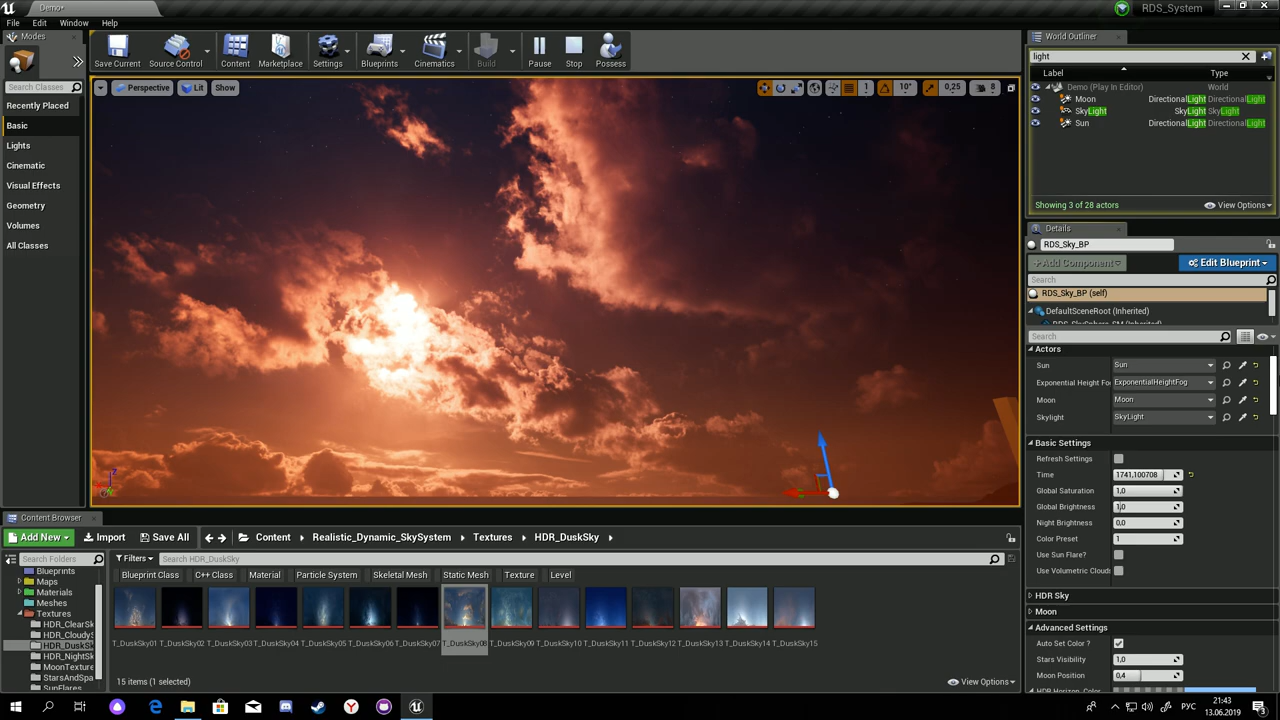 Demo*
RDS_System
File Edit Window Help
Modes
Search Classes
Recently Placed
Basic
Lights
Cinematic
Visual Effects
Geometry
Volumes
All Classes
Save Current
Source Control
Content
Marketplace
Settings
Blueprints
Cinematics
Build
Pause
Stop
Possess
Perspective
Lit
Show
1
10°
0,25
8
World Outliner
light
Label Type
Demo (Play In Editor) World
Moon DirectionalLight DirectionalLight
SkyLight SkyLight SkyLight
Sun DirectionalLight DirectionalLight
Showing 3 of 28 actors
View Options
Details
RDS_Sky_BP
+Add Component
Edit Blueprint
Search
RDS_Sky_BP (self)
DefaultSceneRoot (Inherited)
RDS_SkySphere_SM (Inherited)
Search
Actors
Sun Sun
Exponential Height Fo ExponentialHeightFog
Moon Moon
Skylight SkyLight
Basic Settings
Refresh Settings
Time 1741,100708
Global Saturation 1,0
Global Brightness 1,0
Night Brightness 0,0
Color Preset 1
Use Sun Flare?
Use Volumetric Clouds
HDR Sky
Moon
Advanced Settings
Auto Set Color ?
Stars Visibility 1,0
Moon Position 0,4
HDR Horizon Color
Content Browser
Add New
Import
Save All
Content
Realistic_Dynamic_SkySystem
Textures
HDR_DuskSky
Search Folders
Filters
Search HDR_DuskSky
Blueprint Class
C++ Class
Material
Particle System
Skeletal Mesh
Static Mesh
Texture
Level
Blueprints
Maps
Materials
Meshes
Textures
HDR_ClearSk
HDR_CloudyS
HDR_DuskSk
HDR_NightSk
MoonTexture
StarsAndSpa
SunFlares
T_DuskSky01 T_DuskSky02 T_DuskSky03 T_DuskSky04 T_DuskSky05 T_DuskSky06 T_DuskSky07 T_DuskSky08 T_DuskSky09 T_DuskSky10 T_DuskSky11 T_DuskSky12 T_DuskSky13 T_DuskSky14 T_DuskSky15
15 items (1 selected)
View Options
РУС
21:43
13.06.2019
3